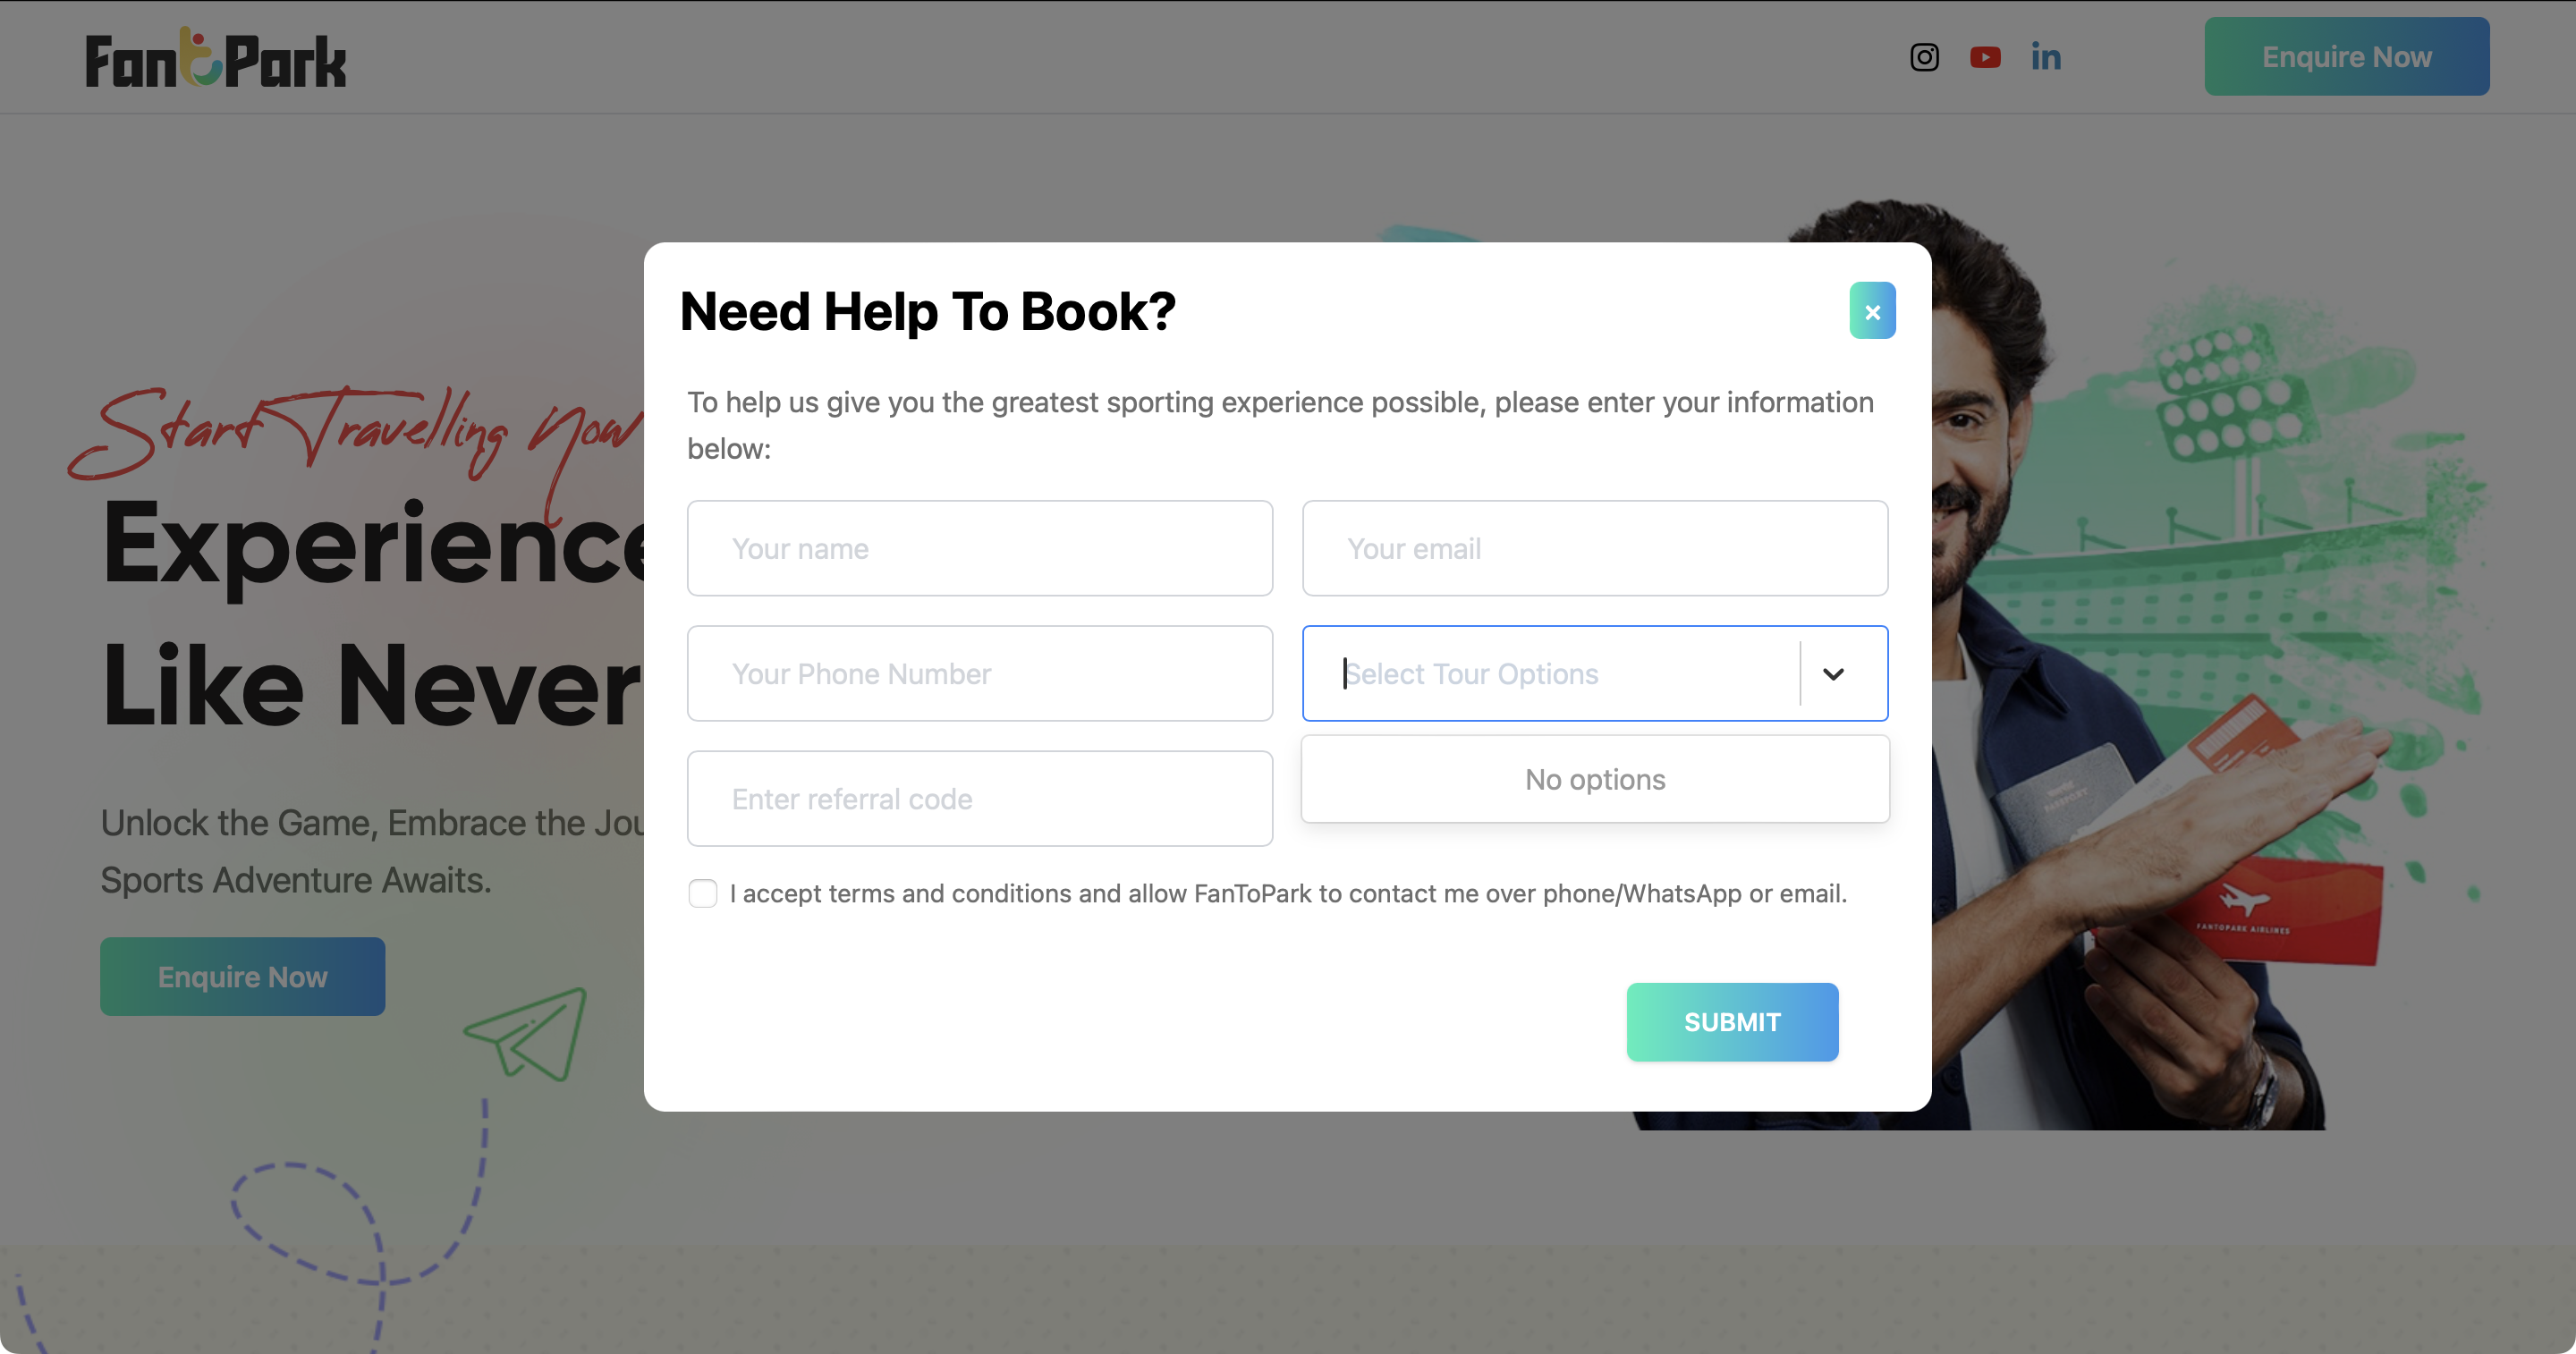 FantoPark
Enquire Now
Need Help To Book?
To help us give you the greatest sporting experience possible, please enter your information
below:
Your name
Your email
Your Phone Number
Select Tour Options
Enter referral code
No options
I accept terms and conditions and allow FanToPark to contact me over phone/WhatsApp or email.
SUBMIT
Start Travelling Now
Experience
Like Never
Unlock the Game, Embrace the Jou
Sports Adventure Awaits.
Enquire Now
PASSPORT
FANTOPARK AIRLINES